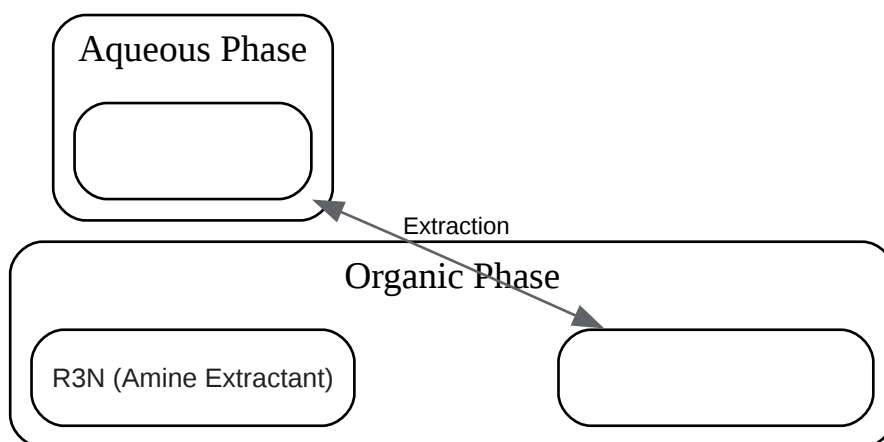 Aqueous Phase
Extraction
Organic Phase
R3N (Amine Extractant)